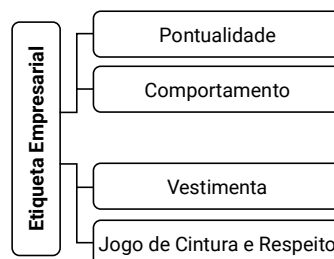 Etiqueta Empresarial
Pontualidade
Comportamento
Vestimenta
Jogo de Cintura e Respeito